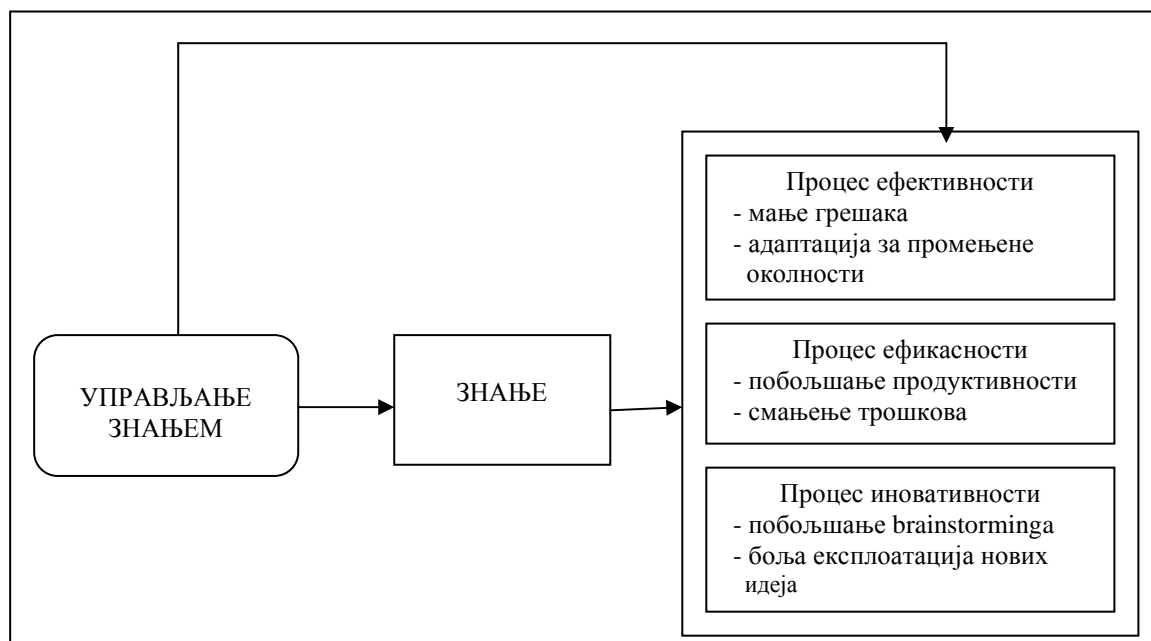 УПРАВЉАЊЕ
ЗНАЊЕМ
ЗНАЊЕ
Процес ефективности
- мање грешака
- адаптација за промењене
околности
Процес ефикасности
- побољшање продуктивности
- смањење трошкова
Процес иновативности
- побољшање brainstorminga
- боља експлоатација нових
идеја